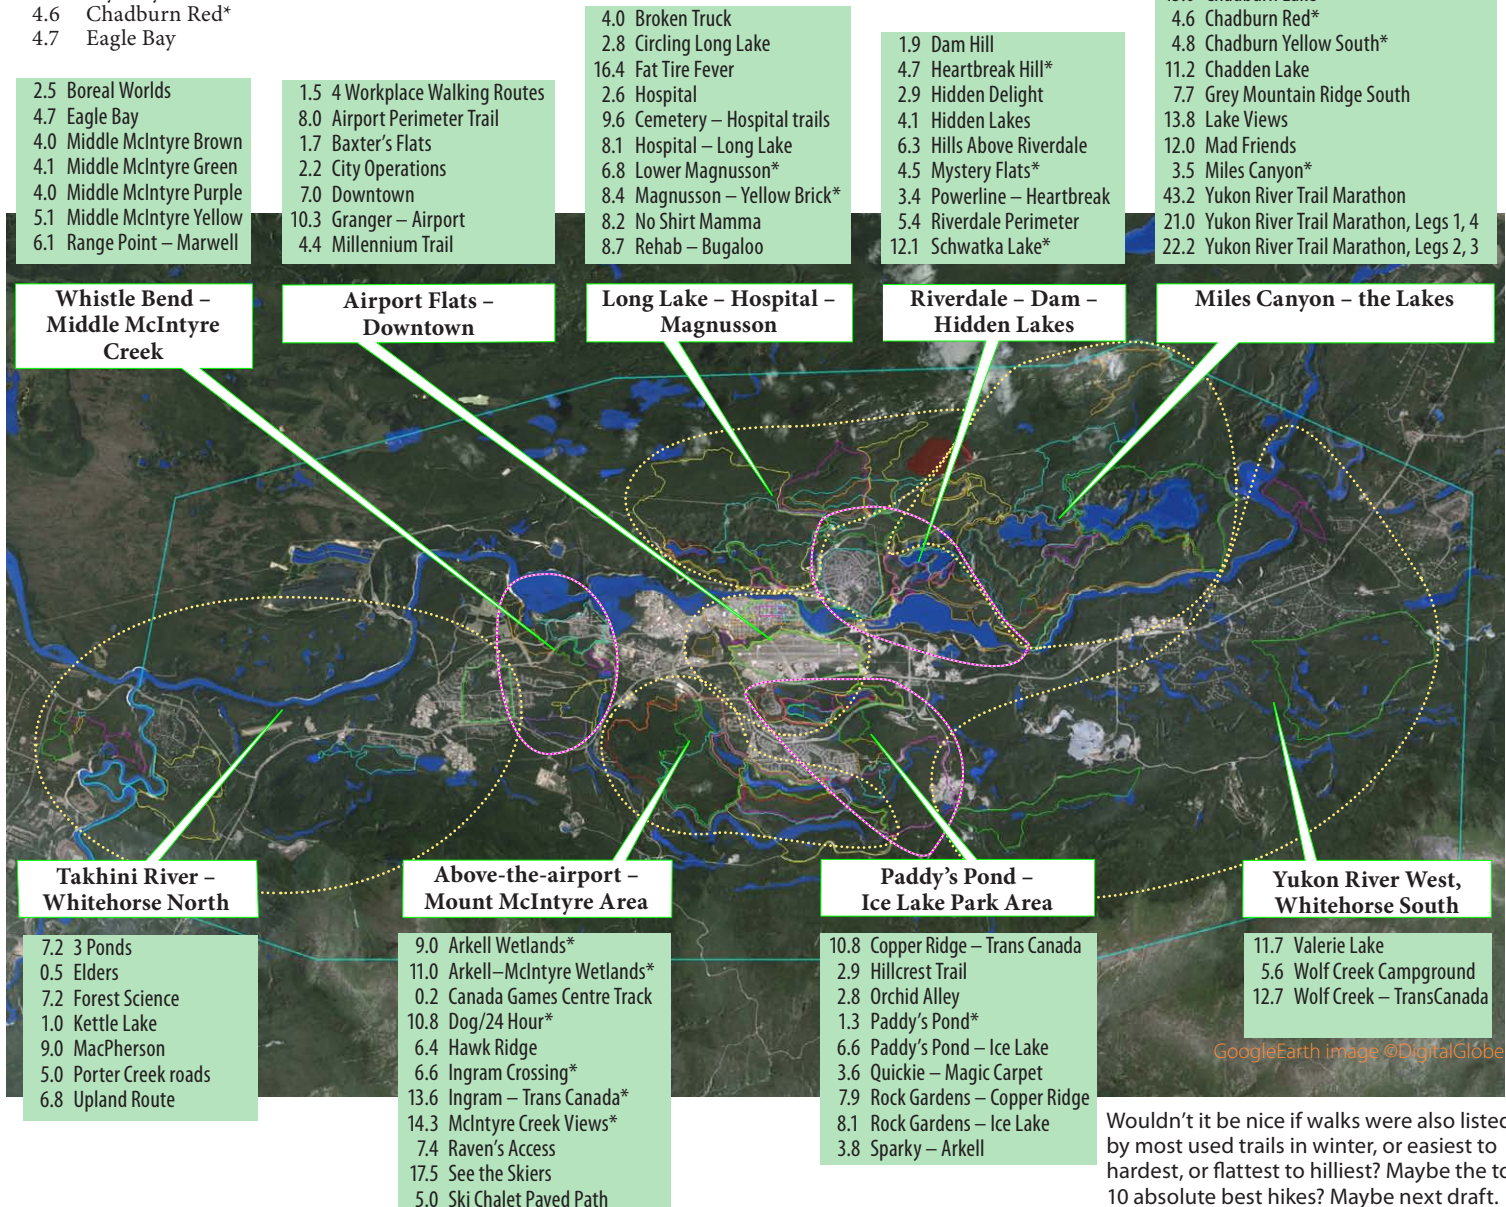 4.6 Chadburn Red*
4.7 Eagle Bay
2.5 Boreal Worlds
4.7 Eagle Bay
4.0 Middle McIntyre Brown
4.1 Middle McIntyre Green
4.0 Middle McIntyre Purple
5.1 Middle McIntyre Yellow
6.1 Range Point – Marwell
1.5 4 Workplace Walking Routes
8.0 Airport Perimeter Trail
1.7 Baxter's Flats
2.2 City Operations
7.0 Downtown
10.3 Granger – Airport
4.4 Millennium Trail
4.0 Broken Truck
2.8 Circling Long Lake
16.4 Fat Tire Fever
2.6 Hospital
9.6 Cemetery – Hospital trails
8.1 Hospital – Long Lake
6.8 Lower Magnusson*
8.4 Magnusson – Yellow Brick*
8.2 No Shirt Mamma
8.7 Rehab – Bugaloo
1.9 Dam Hill
4.7 Heartbreak Hill*
2.9 Hidden Delight
4.1 Hidden Lakes
6.3 Hills Above Riverdale
4.5 Mystery Flats*
3.4 Powerline – Heartbreak
5.4 Riverdale Perimeter
12.1 Schwatka Lake*
4.6 Chadburn Red*
4.8 Chadburn Yellow South*
11.2 Chadden Lake
7.7 Grey Mountain Ridge South
13.8 Lake Views
12.0 Mad Friends
3.5 Miles Canyon*
43.2 Yukon River Trail Marathon
21.0 Yukon River Trail Marathon, Legs 1, 4
22.2 Yukon River Trail Marathon, Legs 2, 3
Whistle Bend –
Middle McIntyre
Creek
Airport Flats –
Downtown
Long Lake – Hospital –
Magnusson
Riverdale – Dam –
Hidden Lakes
Miles Canyon – the Lakes
Takhini River –
Whitehorse North
Above-the-airport –
Mount McIntyre Area
Paddy's Pond –
Ice Lake Park Area
Yukon River West,
Whitehorse South
7.2 3 Ponds
0.5 Elders
7.2 Forest Science
1.0 Kettle Lake
9.0 MacPherson
5.0 Porter Creek roads
6.8 Upland Route
9.0 Arkell Wetlands*
11.0 Arkell–McIntyre Wetlands*
0.2 Canada Games Centre Track
10.8 Dog/24 Hour*
6.4 Hawk Ridge
6.6 Ingram Crossing*
13.6 Ingram – Trans Canada*
14.3 McIntyre Creek Views*
7.4 Raven's Access
17.5 See the Skiers
5.0 Ski Chalet Paved Path
10.8 Copper Ridge – Trans Canada
2.9 Hillcrest Trail
2.8 Orchid Alley
1.3 Paddy's Pond*
6.6 Paddy's Pond – Ice Lake
3.6 Quickie – Magic Carpet
7.9 Rock Gardens – Copper Ridge
8.1 Rock Gardens – Ice Lake
3.8 Sparky – Arkell
11.7 Valerie Lake
5.6 Wolf Creek Campground
12.7 Wolf Creek – TransCanada
GoogleEarth image ©DigitalGlobe
Wouldn't it be nice if walks were also listed
by most used trails in winter, or easiest to
hardest, or flattest to hilliest? Maybe the to
10 absolute best hikes? Maybe next draft.